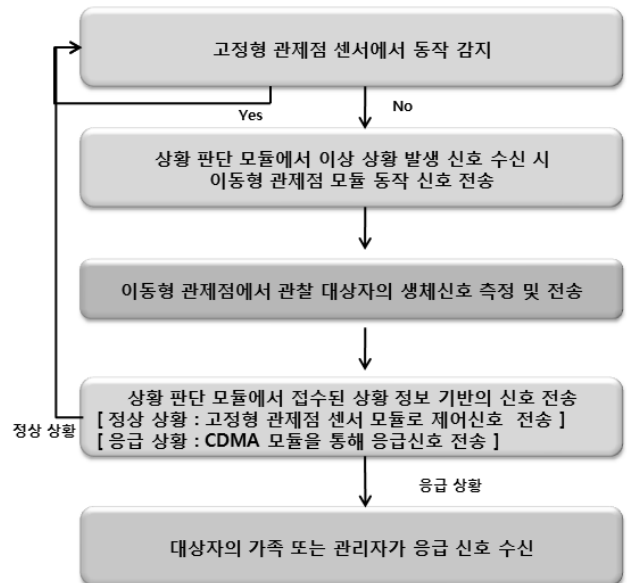 고정형 관제점 센서에서 동작 감지
Yes
No
상황 판단 모듈에서 이상 상황 발생 신호 수신 시
이동형 관제점 모듈 동작 신호 전송
이동형 관제점에서 관찰 대상자의 생체신호 측정 및 전송
상황 판단 모듈에서 접수된 상황 정보 기반의 신호 전송
[ 정상 상황 : 고정형 관제점 센서 모듈로 제어신호 전송 ]
[ 응급 상황 : CDMA 모듈을 통해 응급신호 전송 ]
정상 상황
응급 상황
대상자의 가족 또는 관리자가 응급 신호 수신